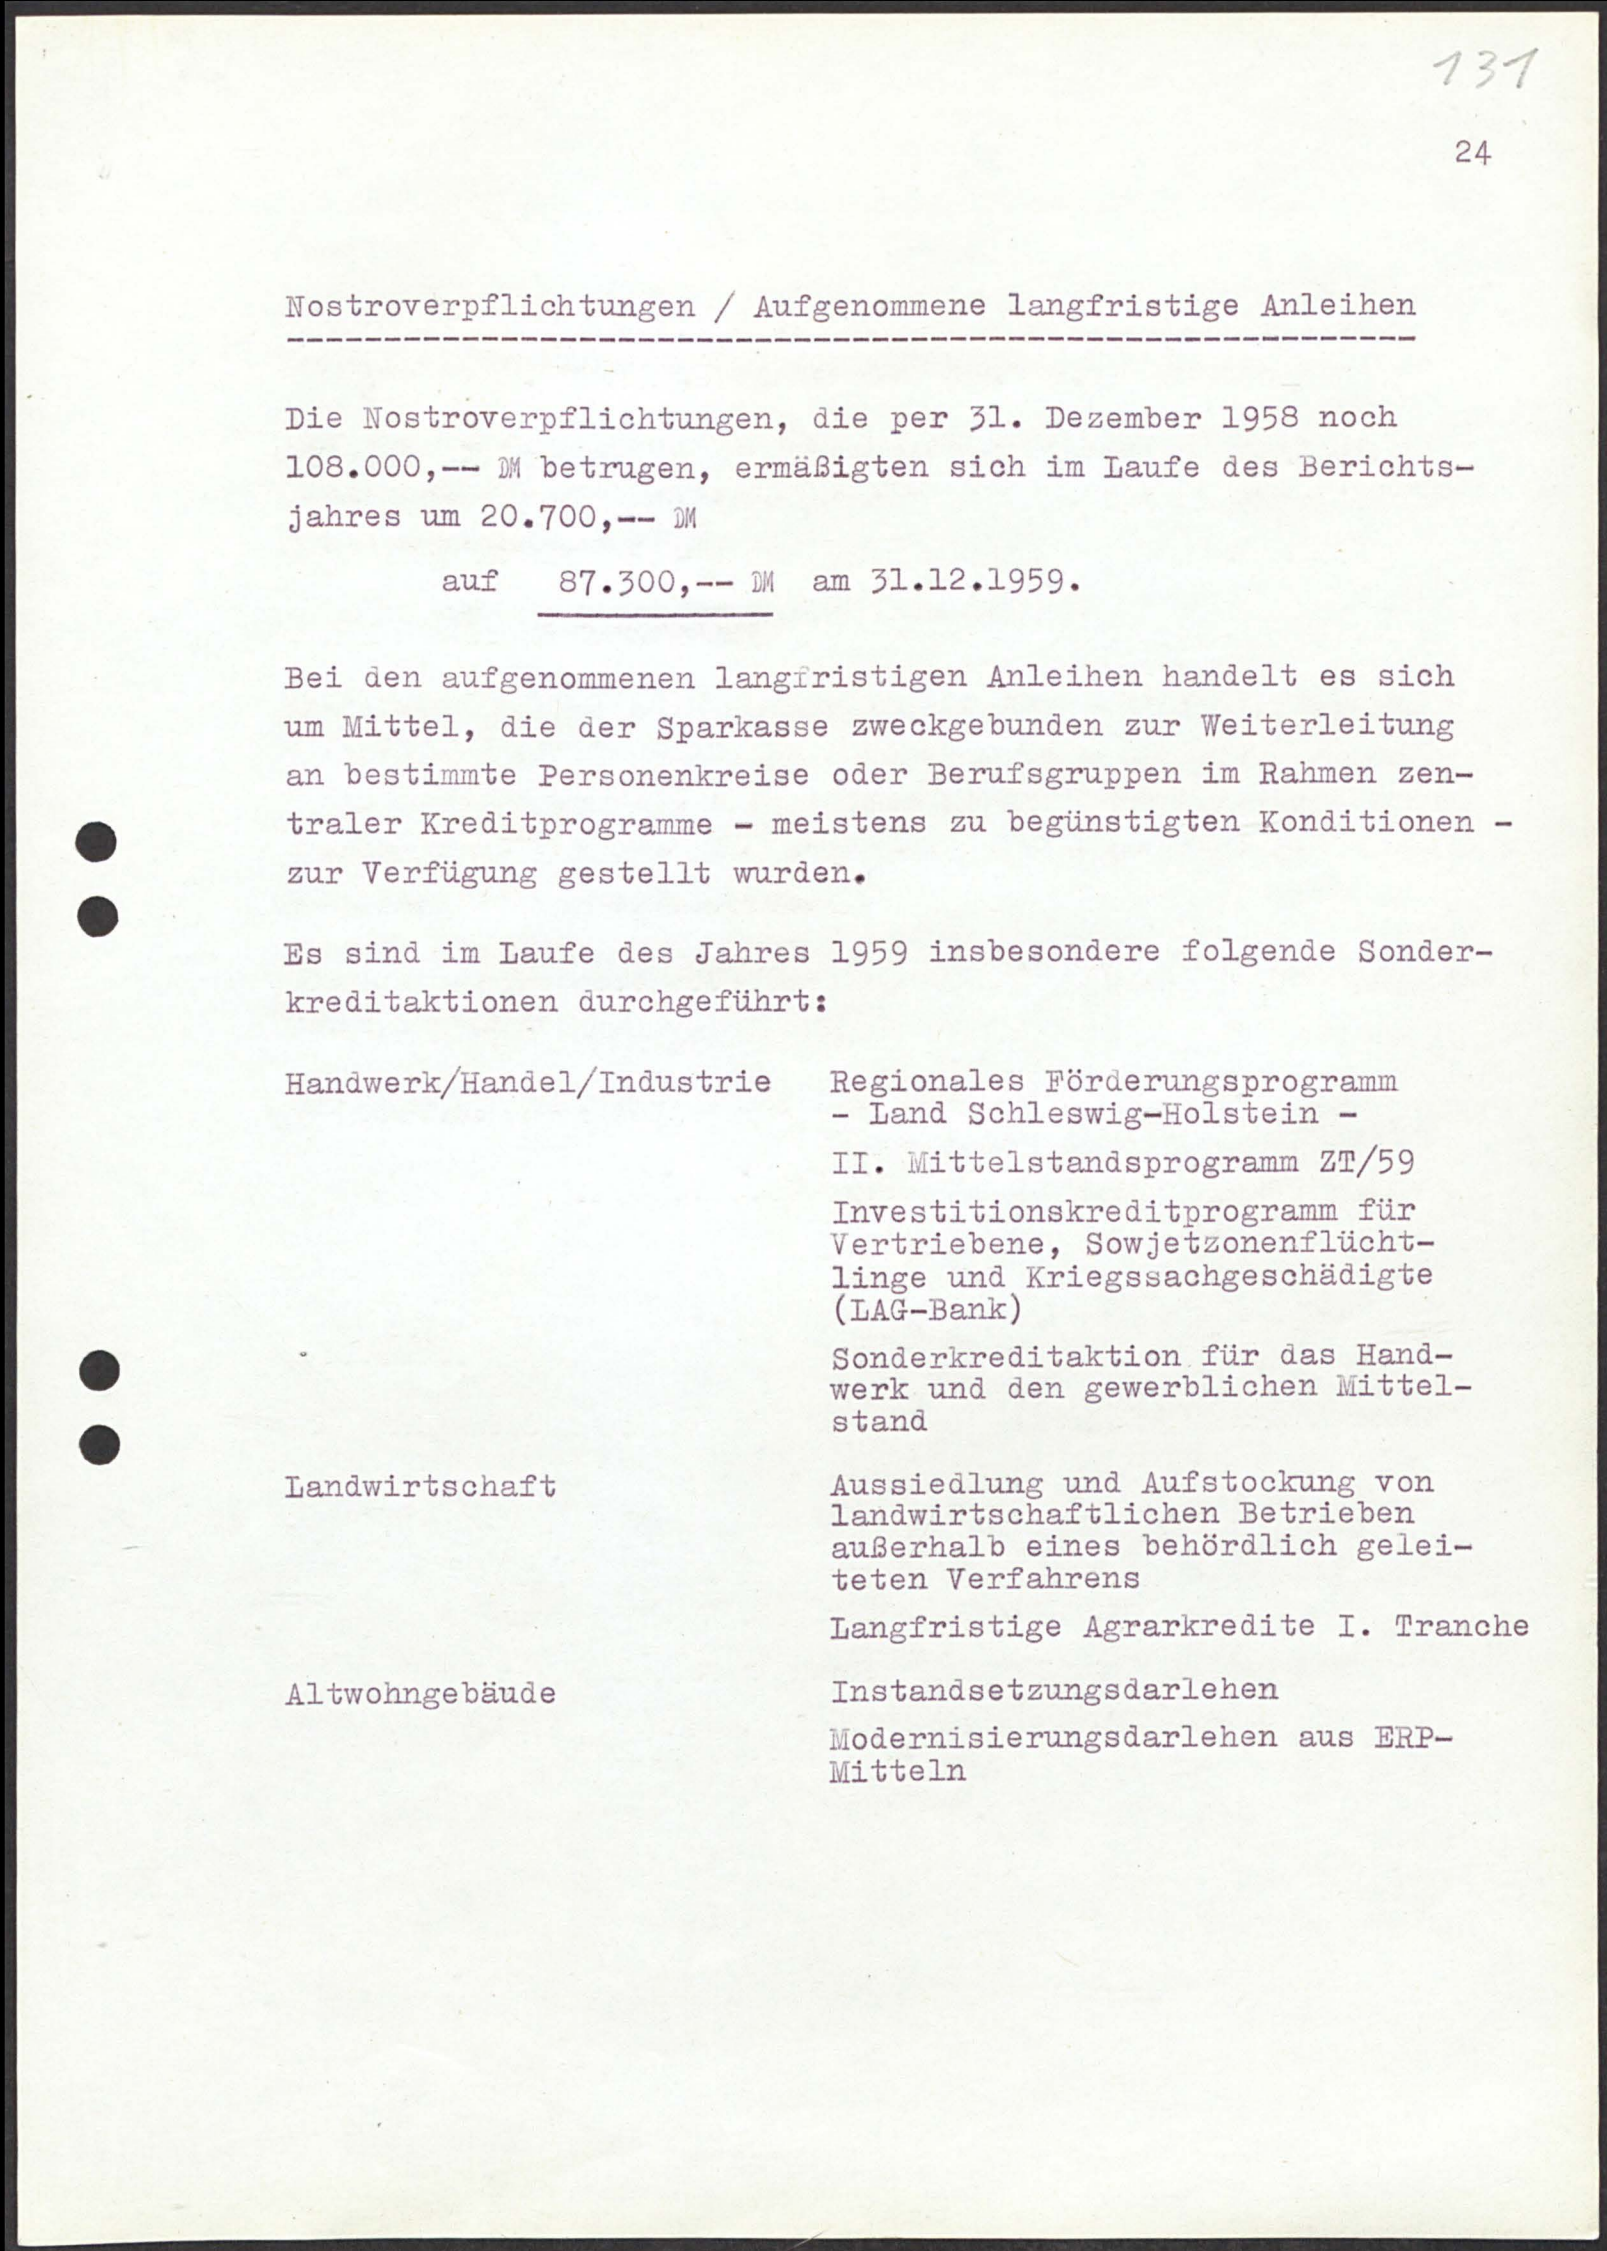 131
24
Nostroverpflichtungen / Aufgenommene langfristige Anleihen
Die Nostroverpflichtungen, die per 31. Dezember 1958 noch
108.000,-- DM betrugen, ermäßigten sich im Laufe des Berichts-
jahres um 20.700,-- DM
auf 87.300,-- DM am 31.12.1959.
Bei den aufgenommenen langfristigen Anleihen handelt es sich
um Mittel, die der Sparkasse zweckgebunden zur Weiterleitung
an bestimmte Personenkreise oder Berufsgruppen im Rahmen zen-
traler Kreditprogramme - meistens zu begünstigten Konditionen -
zur Verfügung gestellt wurden.
Es sind im Laufe des Jahres 1959 insbesondere folgende Sonder-
kreditaktionen durchgeführt:
Handwerk/Handel/Industrie Regionales Förderungsprogramm
- Land Schleswig-Holstein -
II. Mittelstandsprogramm ZT/59
Investitionskreditprogramm für
Vertriebene, Sowjetzonenflücht-
linge und Kriegssachgeschädigte
(LAG-Bank)
Sonderkreditaktion für das Hand-
werk und den gewerblichen Mittel-
stand
Landwirtschaft Aussiedlung und Aufstockung von
landwirtschaftlichen Betrieben
außerhalb eines behördlich gelei-
teten Verfahrens
Langfristige Agrarkredite I. Tranche
Altwohngebäude Instandsetzungsdarlehen
Modernisierungsdarlehen aus ERP-
Mitteln